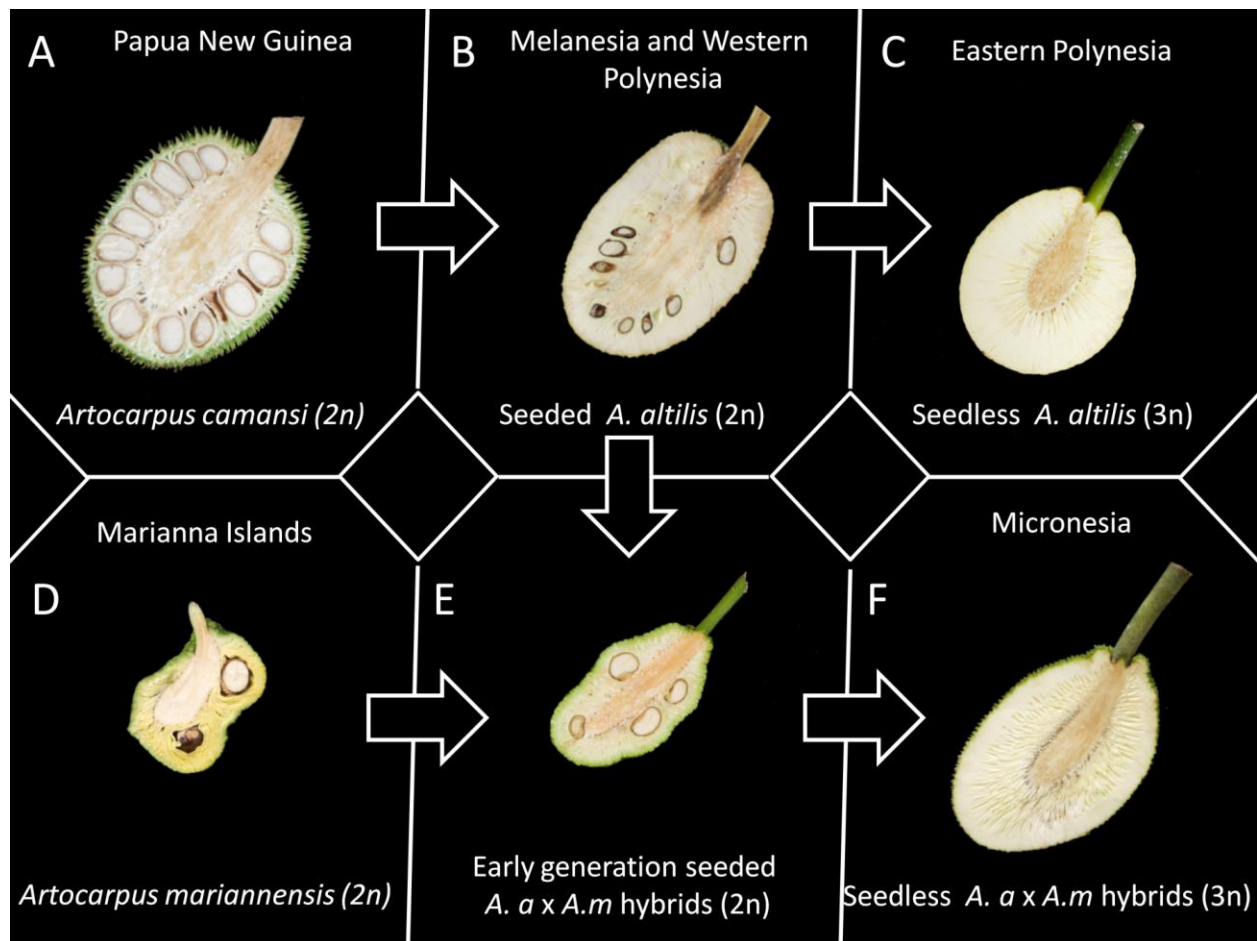 A
Papua New Guinea
Artocarpus camansi (2n)
B
Melanesia and Western
Polynesia
Seeded A. altilis (2n)
C
Eastern Polynesia
Seedless A. altilis (3n)
D
Marianna Islands
Artocarpus mariannensis (2n)
E
Early generation seeded
A. a x A.m hybrids (2n)
F
Micronesia
Seedless A. a x A.m hybrids (3n)